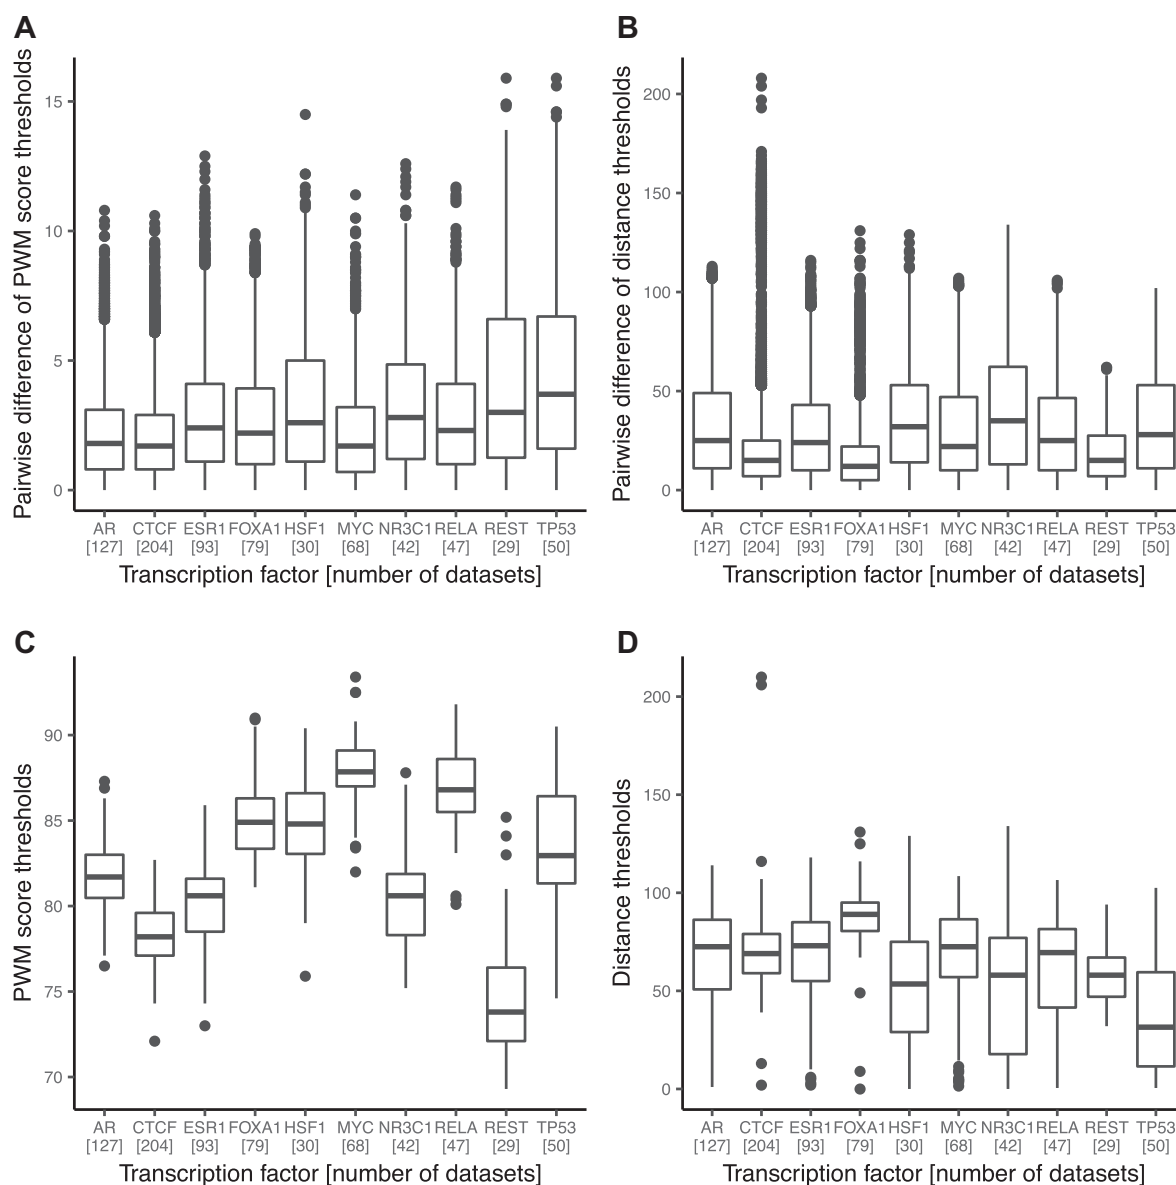 A
Pairwise difference of PWM score thresholds
15
10
5
0
AR CTCF ESR1 FOXA1 HSF1 MYC NR3C1 RELA REST TP53
[127] [204] [93] [79] [30] [68] [42] [47] [29] [50]
Transcription factor [number of datasets]
B
Pairwise difference of distance thresholds
200
150
100
50
0
AR CTCF ESR1 FOXA1 HSF1 MYC NR3C1 RELA REST TP53
[127] [204] [93] [79] [30] [68] [42] [47] [29] [50]
Transcription factor [number of datasets]
C
PWM score thresholds
90
85
80
75
70
AR CTCF ESR1 FOXA1 HSF1 MYC NR3C1 RELA REST TP53
[127] [204] [93] [79] [30] [68] [42] [47] [29] [50]
Transcription factor [number of datasets]
D
Distance thresholds
200
150
100
50
0
AR CTCF ESR1 FOXA1 HSF1 MYC NR3C1 RELA REST TP53
[127] [204] [93] [79] [30] [68] [42] [47] [29] [50]
Transcription factor [number of datasets]